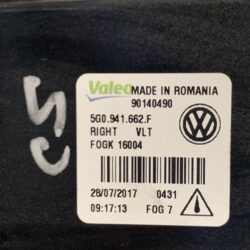 Valeo MADE IN ROMANIA
90140490
5G0.941.662.F
RIGHT VLT
FOGK 16004
28/07/2017 0431
09:17:13 FOG 7